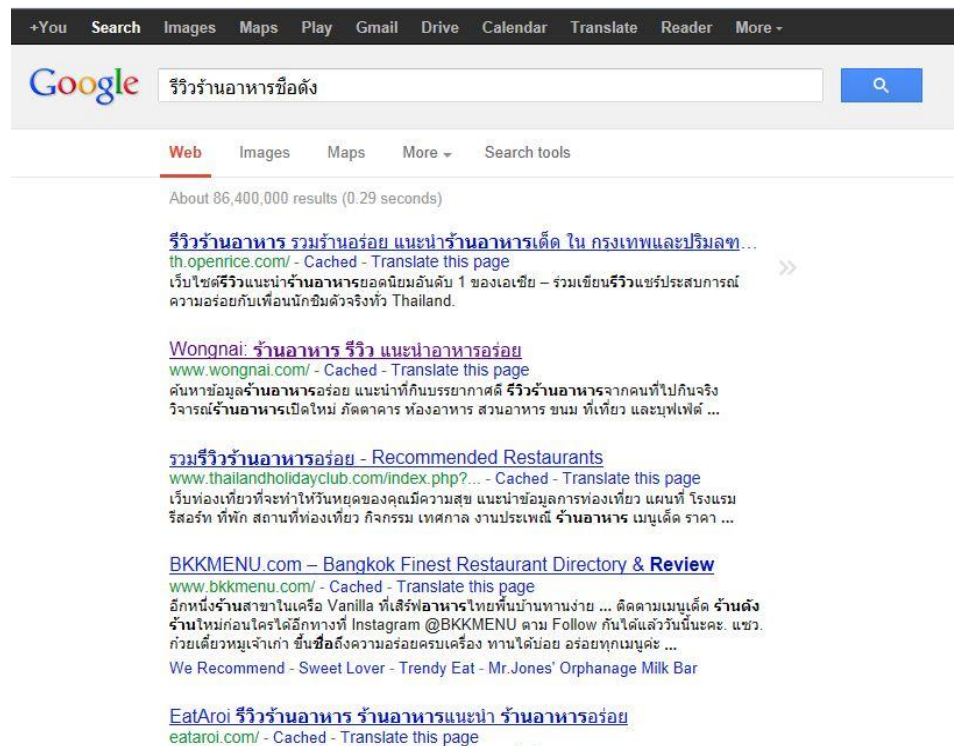 +You Search Images Maps Play Gmail Drive Calendar Translate Reader More
Google รีวิวร้านอาหารชื่อดัง
Web Images Maps More Search tools
About 86,400,000 results (0.29 seconds)
รีวิวร้านอาหาร รวมร้านอร่อย แนะนำร้านอาหารเด็ด ใน กรุงเทพและปริมลฑ...
th.openrice.com/ - Cached - Translate this page
เว็บไซต์รีวิวแนะนำร้านอาหารยอดนิยมอันดับ 1 ของเอเชีย – ร่วมเขียนรีวิวแชร์ประสบการณ์
ความอร่อยกับเพื่อนนักชิมตัวจริงทั่ว Thailand.
Wongnai: ร้านอาหาร รีวิว แนะนำอาหารอร่อย
www.wongnai.com/ - Cached - Translate this page
ค้นหาข้อมูลร้านอาหารอร่อย แนะนำที่กินบรรยากาศดี รีวิวร้านอาหารจากคนที่ไปกินจริง
วิจารณ์ร้านอาหารเปิดใหม่ ภัตตาคาร ห้องอาหาร สวนอาหาร ขนม ที่เที่ยว และบุฟเฟ่ต์ ...
รวมรีวิวร้านอาหารอร่อย - Recommended Restaurants
www.thailandholidayclub.com/index.php?... - Cached - Translate this page
เว็บท่องเที่ยวที่จะทำให้วันหยุดของคุณมีความสุข แนะนำข้อมูลการท่องเที่ยว แผนที่ โรงแรม
รีสอร์ท ที่พัก สถานที่ท่องเที่ยว กิจกรรม เทศกาล งานประเพณี ร้านอาหาร เมนูเด็ด ราคา ...
BKKMENU.com – Bangkok Finest Restaurant Directory & Review
www.bkkmenu.com/ - Cached - Translate this page
อีกหนึ่งร้านสาขาในเครือ Vanilla ที่เสิร์ฟอาหารไทยพื้นบ้านทานง่าย ... ติดตามเมนูเด็ด ร้านดัง
ร้านใหม่ก่อนใครได้อีกทางที่ Instagram @BKKMENU ตาม Follow กันได้แล้ววันนี้นะคะ. แชว.
ก๋วยเตี๋ยวหมูเจ้าเก่า ขึ้นชื่อถึงความอร่อยครบเครื่อง ทานได้บ่อย อร่อยทุกเมนูค่ะ ...
We Recommend - Sweet Lover - Trendy Eat - Mr.Jones' Orphanage Milk Bar
EatAroi รีวิวร้านอาหาร ร้านอาหารแนะนำ ร้านอาหารอร่อย
eataroi.com/ - Cached - Translate this page